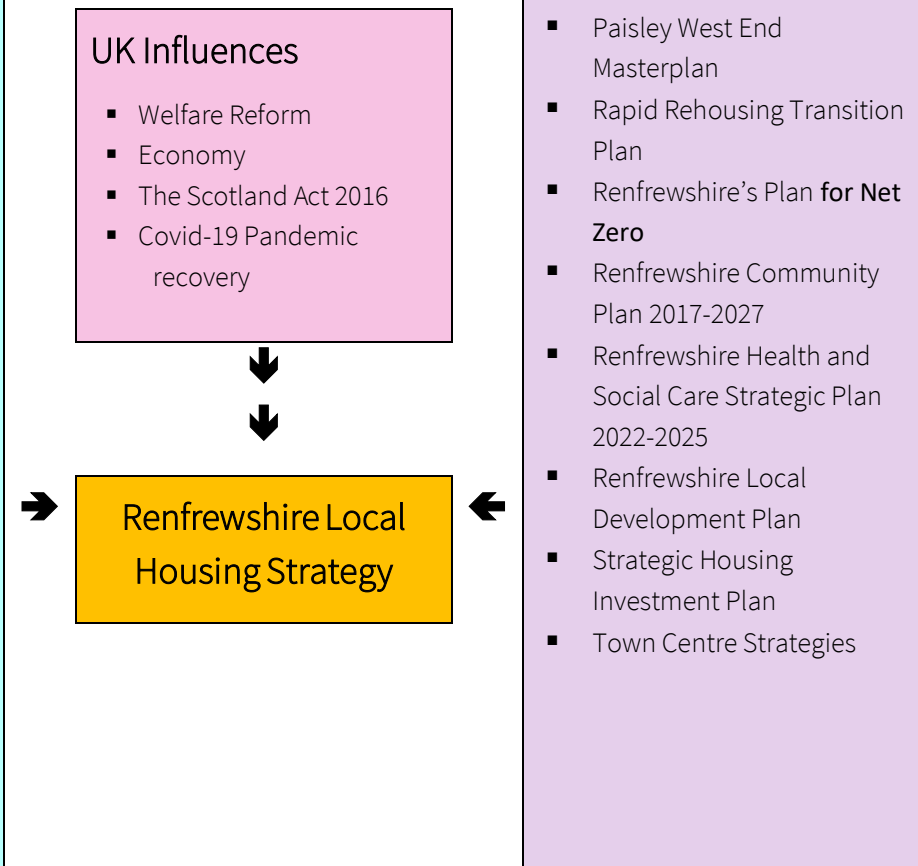 UK Influences
▪ Welfare Reform
▪ Economy
▪ The Scotland Act 2016
▪ Covid-19 Pandemic
recovery
Renfrewshire Local
Housing Strategy
▪ Paisley West End
Masterplan
▪ Rapid Rehousing Transition
Plan
▪ Renfrewshire’s Plan for Net
Zero
▪ Renfrewshire Community
Plan 2017-2027
▪ Renfrewshire Health and
Social Care Strategic Plan
2022-2025
▪ Renfrewshire Local
Development Plan
▪ Strategic Housing
Investment Plan
▪ Town Centre Strategies